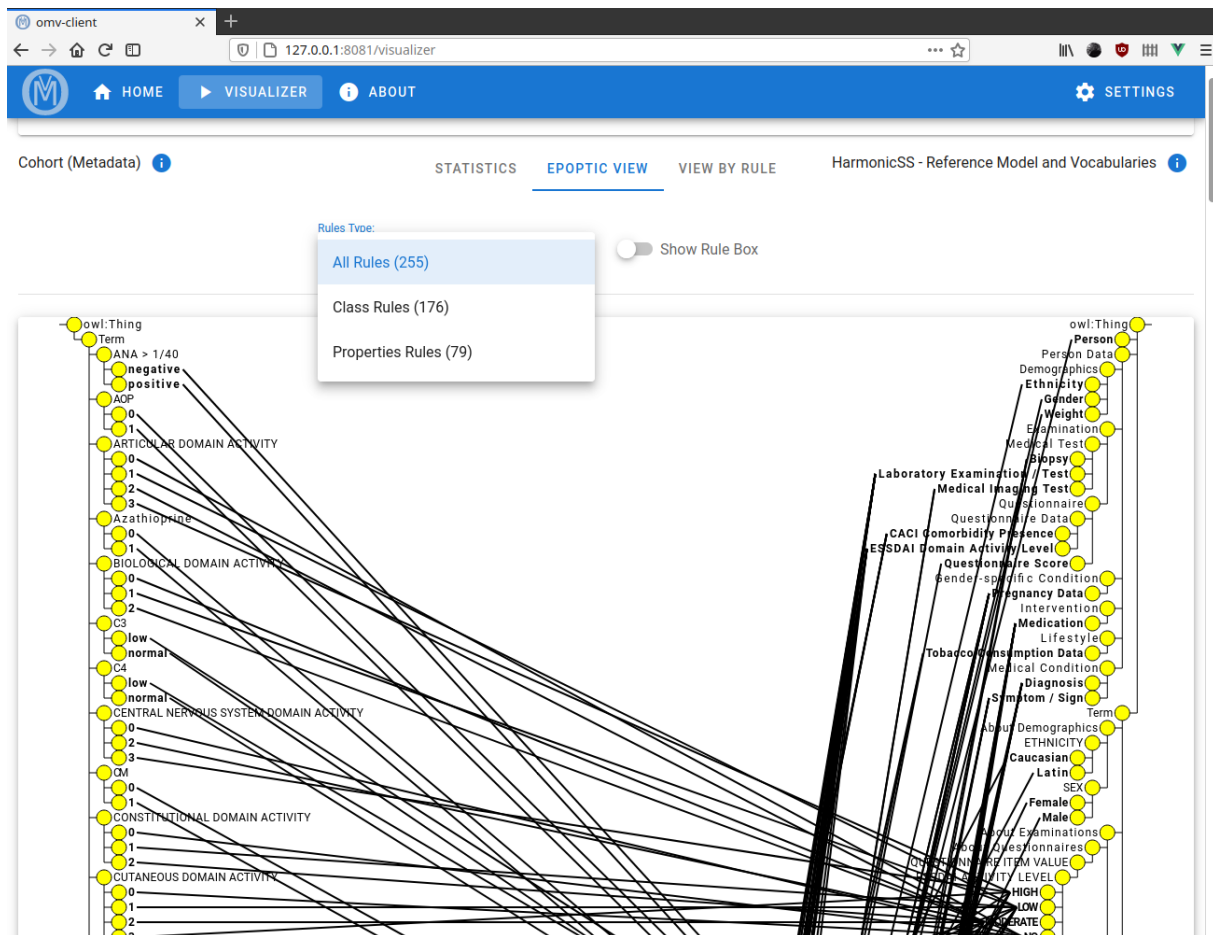 omv-client
127.0.0.1:8081/visualizer
HOME
VISUALIZER
ABOUT
SETTINGS
Cohort (Metadata)
STATISTICS
EPOPTIC VIEW
VIEW BY RULE
HarmonicSS - Reference Model and Vocabularies
Rules Type:
All Rules (255)
Class Rules (176)
Properties Rules (79)
Show Rule Box
owl:Thing
Term
ANA > 1/40
negative
positive
AOP
0
1
ARTICULAR DOMAIN ACTIVITY
0
1
2
3
Azathioprine
0
1
BIOLOGICAL DOMAIN ACTIVITY
0
1
2
C3
low
normal
C4
low
normal
CENTRAL NERVOUS SYSTEM DOMAIN ACTIVITY
0
2
3
CM
0
1
CONSTITUTIONAL DOMAIN ACTIVITY
0
1
2
CUTANEOUS DOMAIN ACTIVITY
0
1
2
owl:Thing
Person
Person Data
Demographics
Ethnicity
Gender
Weight
Examination
Medical Test
Biopsy
Laboratory Examination / Test
Medical Imaging Test
Questionnaire
Questionnaire Data
CACI Comorbidity Presence
ESSDAI Domain Activity Level
Questionnaire Score
Gender-specific Condition
Pregnancy Data
Intervention
Medication
Lifestyle
Tobacco Consumption Data
Medical Condition
Diagnosis
Symptom / Sign
Term
About Demographics
ETHNICITY
Caucasian
Latin
SEX
Female
Male
About Examinations
About Questionnaires
QUESTIONNAIRE ITEM VALUE
ACTIVITY LEVEL
HIGH
LOW
MODERATE